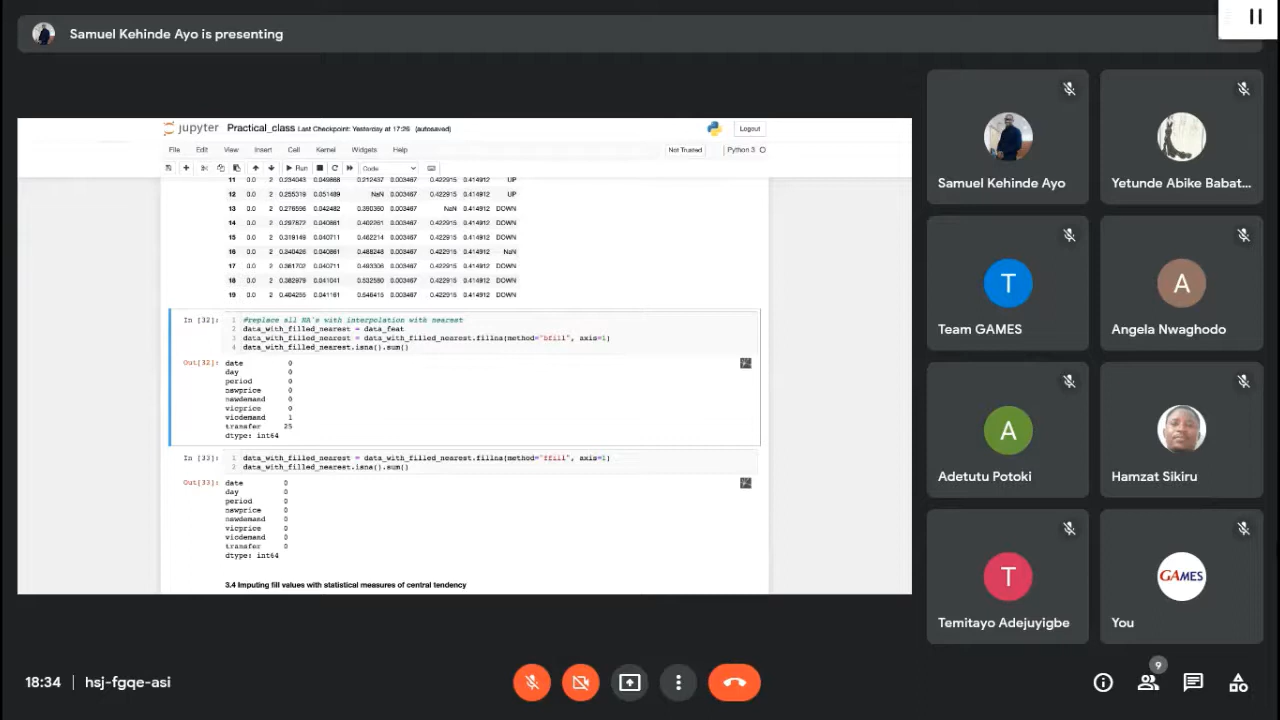 Samuel Kehinde Ayo is presenting
jupyter Practical_class Last Checkpoint: Yesterday at 17:29 (autosaved)
Logout
File Edit View Insert Cell Kernel Widgets Help
Not Trusted
Python 3
Run
Code
11 0.0 2 0.234043 0.049868 0.212437 0.003467 0.422915 0.414912 UP
12 0.0 2 0.255319 0.051489 NaN 0.003467 0.422915 0.414912 UP
13 0.0 2 0.276596 0.042482 0.390360 0.003467 NaN 0.414912 DOWN
14 0.0 2 0.297872 0.040861 0.402261 0.003467 0.422915 0.414912 DOWN
15 0.0 2 0.319149 0.040711 0.462214 0.003467 0.422915 0.414912 DOWN
16 0.0 2 0.340426 0.040861 0.488248 0.003467 0.422915 0.414912 NaN
17 0.0 2 0.361702 0.040711 0.493306 0.003467 0.422915 0.414912 DOWN
18 0.0 2 0.382979 0.041041 0.532580 0.003467 0.422915 0.414912 DOWN
19 0.0 2 0.404255 0.041161 0.546415 0.003467 0.422915 0.414912 DOWN
In [32]:
1 #replace all NA's with interpolation with nearest
2 data_with_filled_nearest = data_feat
3 data_with_filled_nearest = data_with_filled_nearest.fillna(method="bfill", axis=1)
4 data_with_filled_nearest.isna().sum()
Out[32]:
date 0
day 0
period 0
nswprice 0
nswdemand 0
vicprice 0
vicdemand 1
transfer 25
dtype: int64
In [33]:
1 data_with_filled_nearest = data_with_filled_nearest.fillna(method="ffill", axis=1)
2 data_with_filled_nearest.isna().sum()
Out[33]:
date 0
day 0
period 0
nswprice 0
nswdemand 0
vicprice 0
vicdemand 0
transfer 0
dtype: int64
3.4 Imputing fill values with statistical measures of central tendency
Samuel Kehinde Ayo
Yetunde Abike Babat...
T
Team GAMES
A
Angela Nwaghodo
A
Adetutu Potoki
Hamzat Sikiru
T
Temitayo Adejuyigbe
GAMES
You
18:34 | hsj-fgqe-asi
9